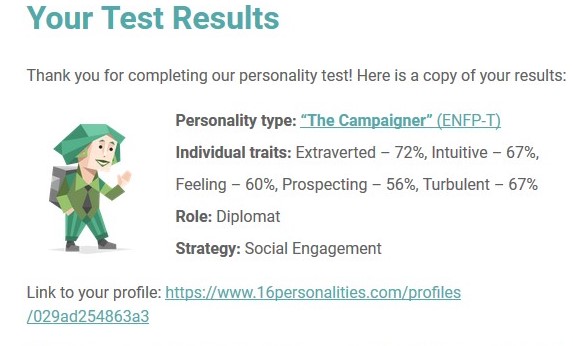 Your Test Results
Thank you for completing our personality test! Here is a copy of your results:
Personality type: “The Campaigner” (ENFP-T)
Individual traits: Extraverted – 72%, Intuitive – 67%,
Feeling – 60%, Prospecting – 56%, Turbulent – 67%
Role: Diplomat
Strategy: Social Engagement
Link to your profile: https://www.16personalities.com/profiles
/029ad254863a3